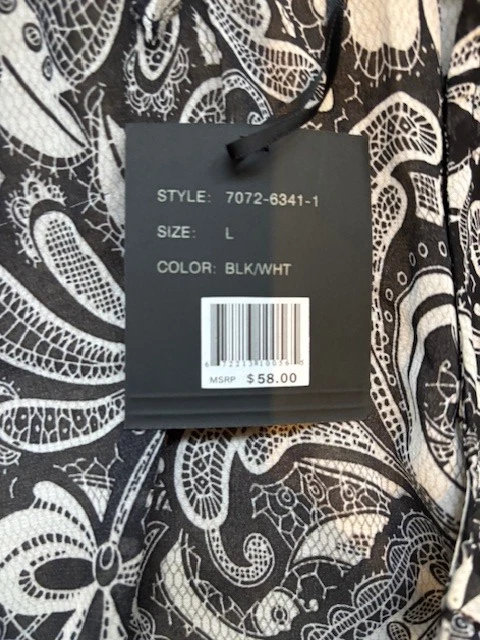 STYLE: 7072-6341-1
SIZE: L
COLOR: BLK/WHT
MSRP $58.00